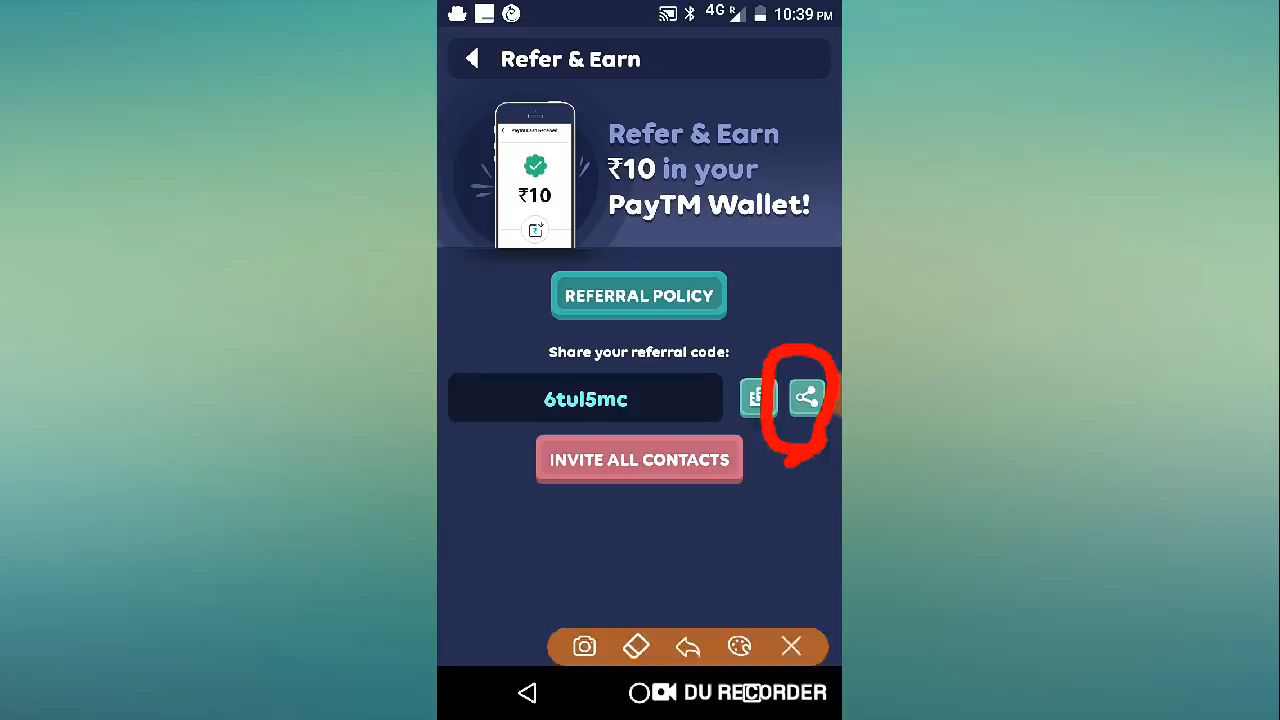 4G R 10:39 PM
Refer & Earn
₹10
Refer & Earn
₹10 in your
PayTM Wallet!
REFERRAL POLICY
Share your referral code:
6tul5mc
INVITE ALL CONTACTS
DU RECORDER